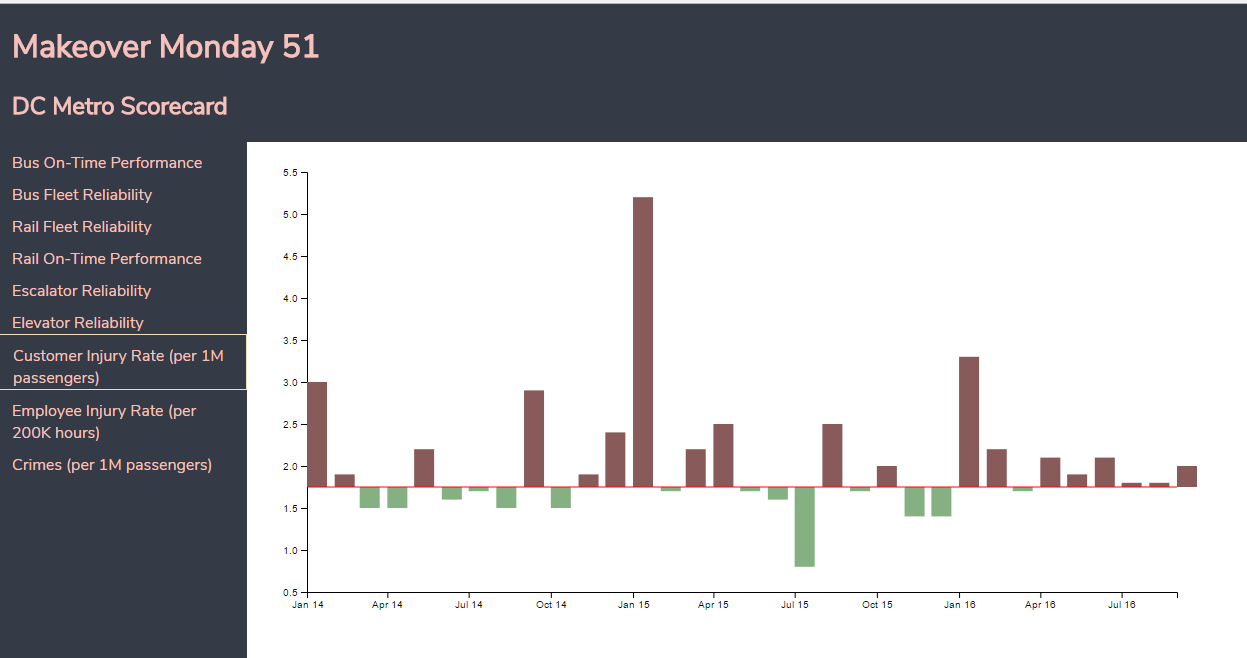 Makeover Monday 51
DC Metro Scorecard
Bus On-Time Performance
Bus Fleet Reliability
Rail Fleet Reliability
Rail On-Time Performance
Escalator Reliability
Elevator Reliability
Customer Injury Rate (per 1M
passengers)
Employee Injury Rate (per
200K hours)
Crimes (per 1M passengers)
5.5
5.0
4.5
4.0
3.5
3.0
2.5
2.0
1.5
1.0
0.5
Jan 14 Apr 14 Jul 14 Oct 14 Jan 15 Apr 15 Jul 15 Oct 15 Jan 16 Apr 16 Jul 16